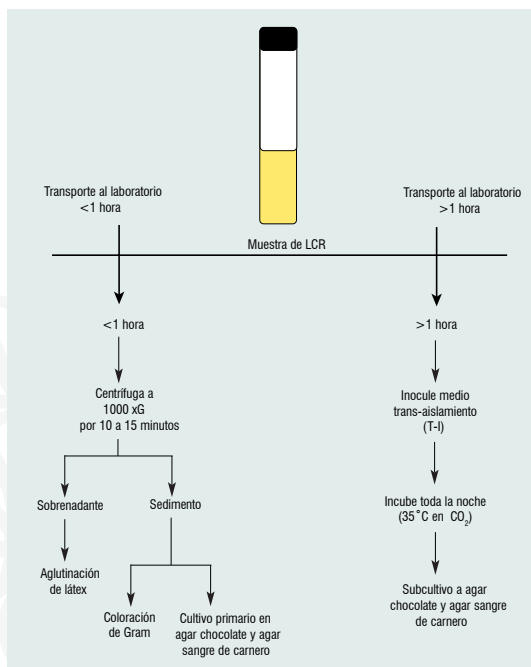 Transporte al laboratorio
<1 hora
Transporte al laboratorio
>1 hora
Muestra de LCR
<1 hora
>1 hora
Centrífuga a
1000 xG
por 10 a 15 minutos
Inocule medio
trans-aislamiento
(T-I)
Sobrenadante
Sedimento
Incube toda la noche
(35˚C en CO₂)
Aglutinación
de látex
Coloración
de Gram
Cultivo primario en
agar chocolate y agar
sangre de carnero
Subcultivo a agar
chocolate y agar sangre
de carnero